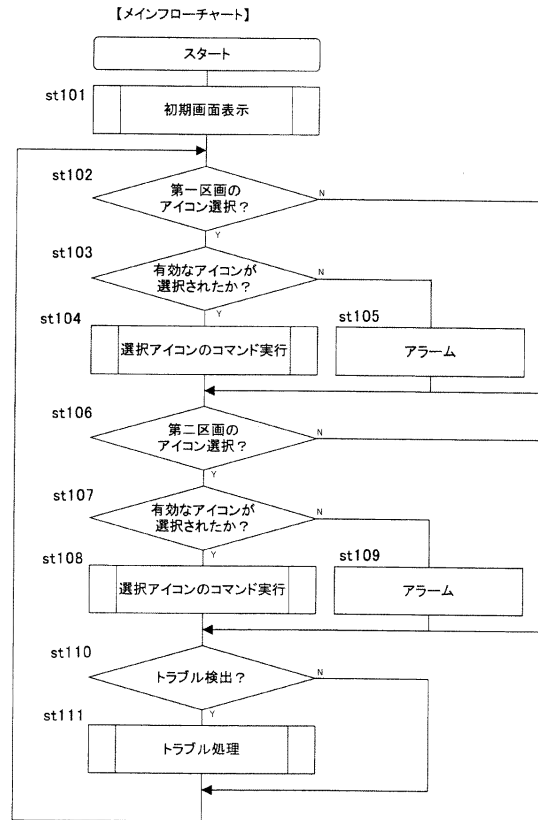 【メインフローチャート】
スタート
st101
初期画面表示
st102
第一区画の
アイコン選択？
N
Y
st103
有効なアイコンが
選択されたか？
N
Y
st104
選択アイコンのコマンド実行
st105
アラーム
st106
第二区画の
アイコン選択？
N
Y
st107
有効なアイコンが
選択されたか？
N
Y
st108
選択アイコンのコマンド実行
st109
アラーム
st110
トラブル検出？
N
Y
st111
トラブル処理